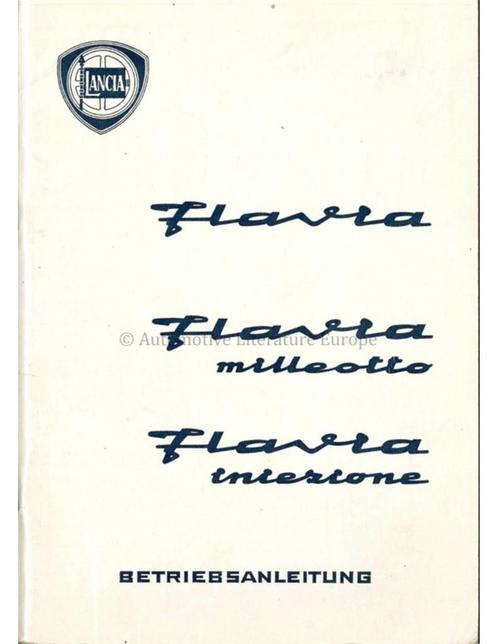 LANCIA
Flavia
Flavia
© Automotive Literature Europe
milleotto
Flavia
iniezione
BETRIEBSANLEITUNG